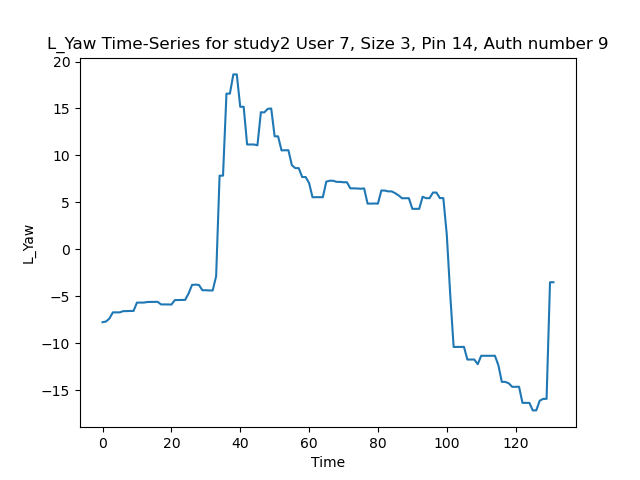 L_Yaw Time-Series for study2 User 7, Size 3, Pin 14, Auth number 9
20
15
10
5
0
−5
−10
−15
L_Yaw
0 20 40 60 80 100 120
Time